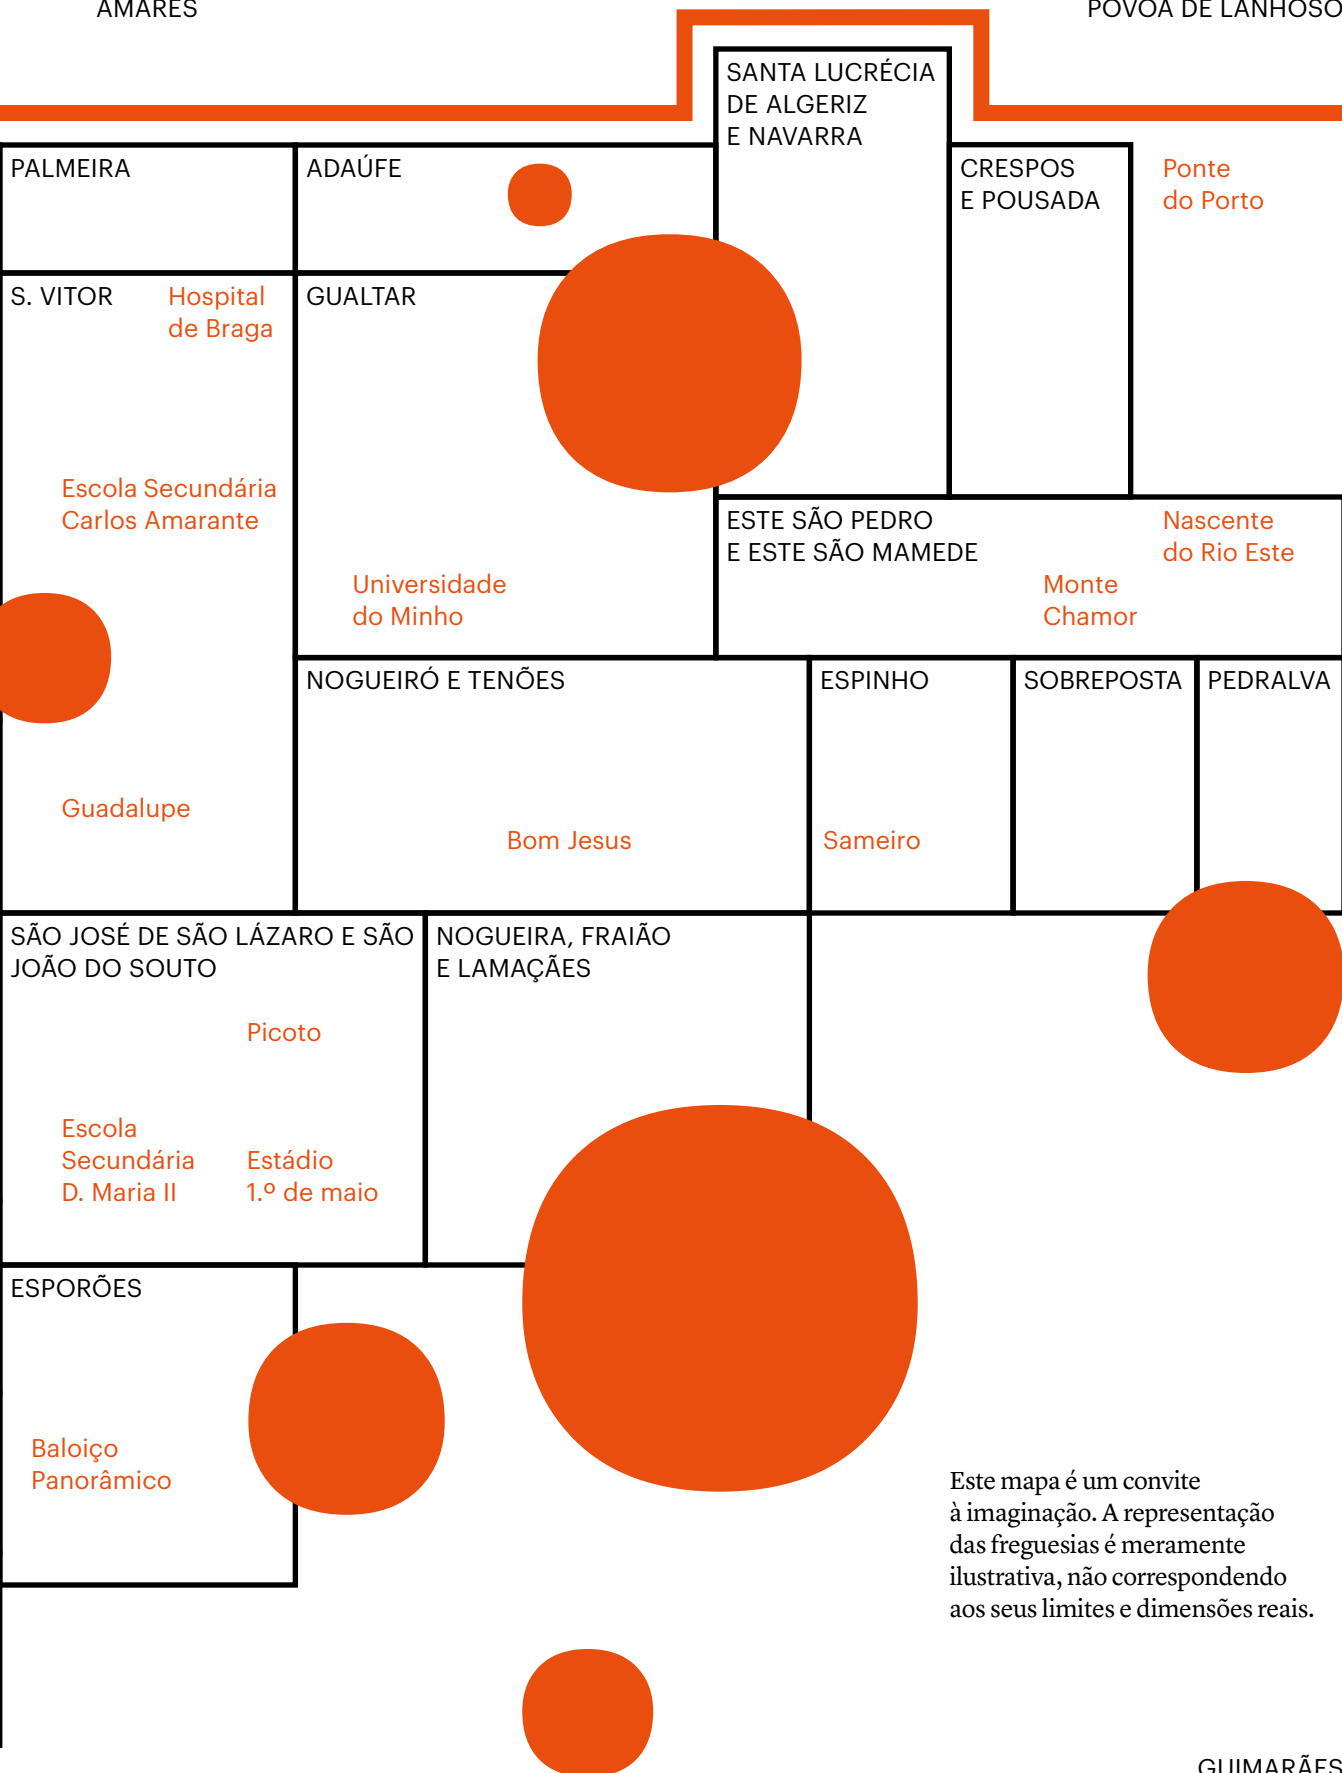 AMARES
PÓVOA DE LANHOSO
SANTA LUCRÉCIA
DE ALGERIZ
E NAVARRA
PALMEIRA
ADAÚFE
CRESPOS
E POUSADA
Ponte
do Porto
S. VITOR
Hospital
de Braga
GUALTAR
Escola Secundária
Carlos Amarante
Universidade
do Minho
ESTE SÃO PEDRO
E ESTE SÃO MAMEDE
Nascente
do Rio Este
Monte
Chamor
NOGUEIRÓ E TENÕES
ESPINHO
SOBREPOSTA
PEDRALVA
Guadalupe
Bom Jesus
Sameiro
SÃO JOSÉ DE SÃO LÁZARO E SÃO
JOÃO DO SOUTO
NOGUEIRA, FRAIÃO
E LAMAÇÃES
Picoto
Escola
Secundária
D. Maria II
Estádio
1.º de maio
ESPORÕES
Baloiço
Panorâmico
Este mapa é um convite
à imaginação. A representação
das freguesias é meramente
ilustrativa, não correspondendo
aos seus limites e dimensões reais.
GUIMARÃES